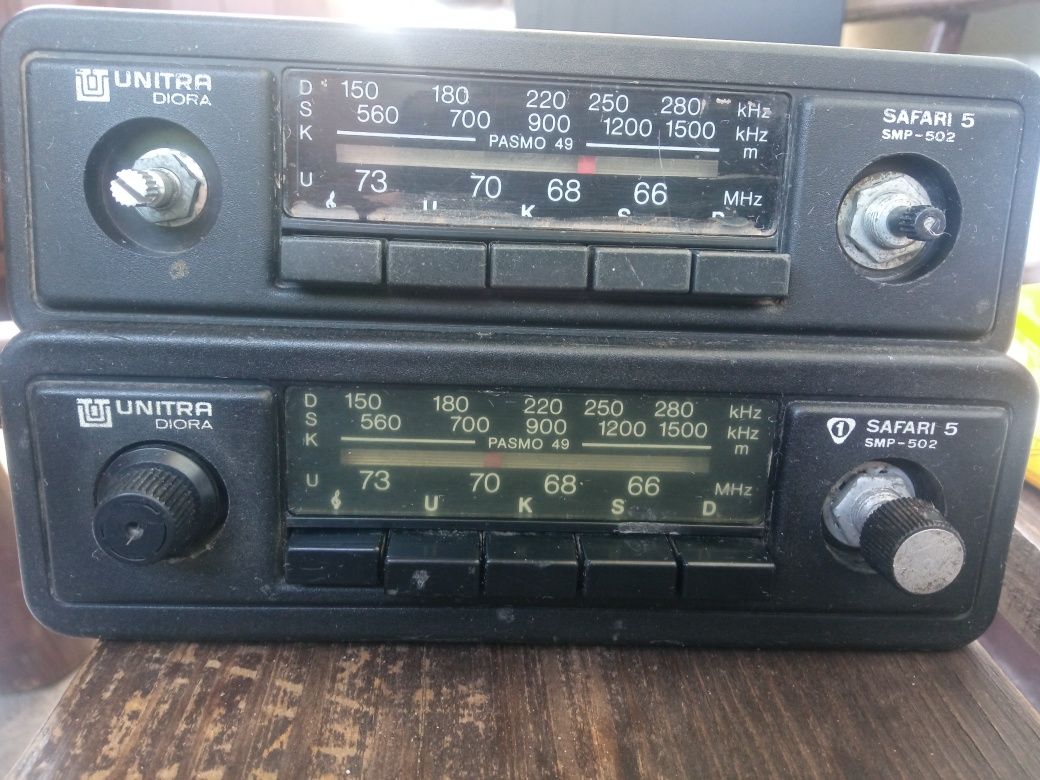 UNITRA
DIORA
D 150 180 220 250 280 kHz
S 560 700 900 1200 1500 kHz
K PASMO 49 m
U 73 70 68 66 MHz
U K S D
SAFARI 5
SMP-502
UNITRA
DIORA
D 150 180 220 250 280 kHz
S 560 700 900 1200 1500 kHz
K PASMO 49 m
U 73 70 68 66 MHz
U K S D
1 SAFARI 5
SMP-502